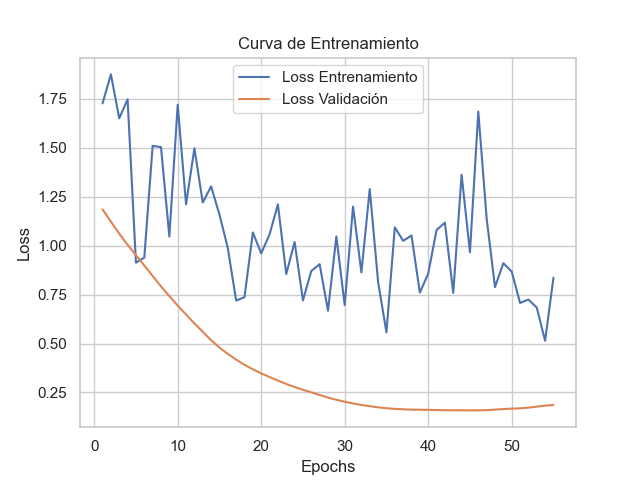 Curva de Entrenamiento
Loss Entrenamiento
Loss Validación
1.75
1.50
1.25
1.00
0.75
0.50
0.25
Loss
0
10
20
30
40
50
Epochs